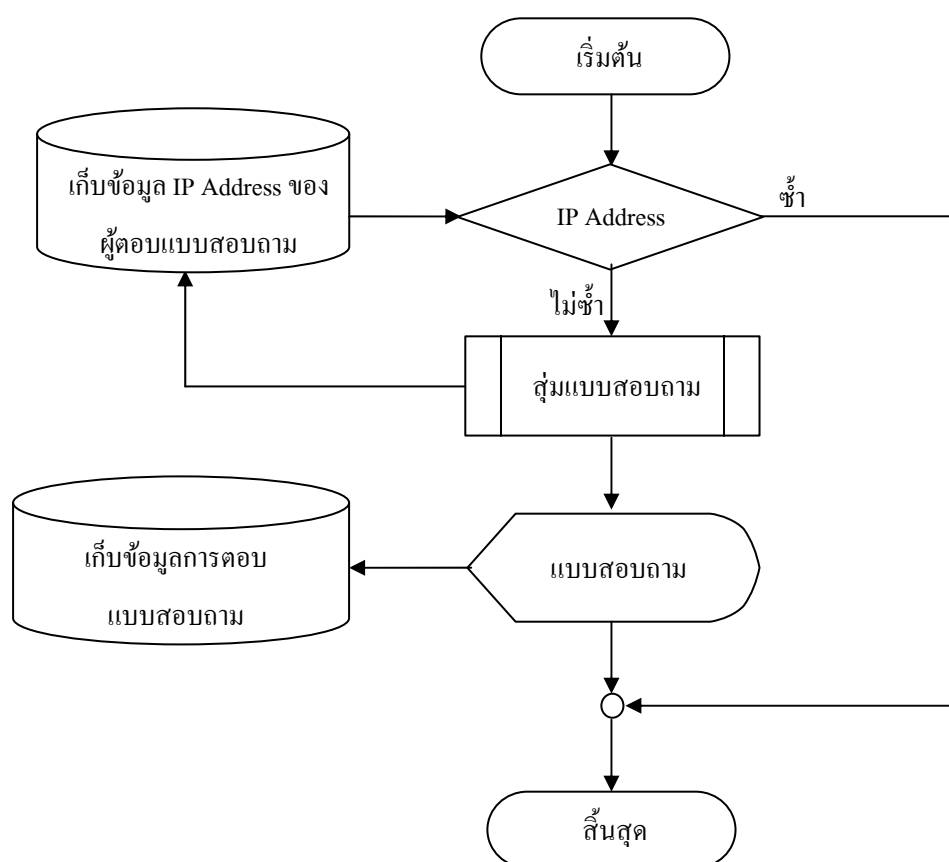 เริ่มต้น
เก็บข้อมูล IP Address ของ
ผู้ตอบแบบสอบถาม
IP Address
ซ้ำ
ไม่ซ้ำ
สุ่มแบบสอบถาม
เก็บข้อมูลการตอบ
แบบสอบถาม
แบบสอบถาม
สิ้นสุด